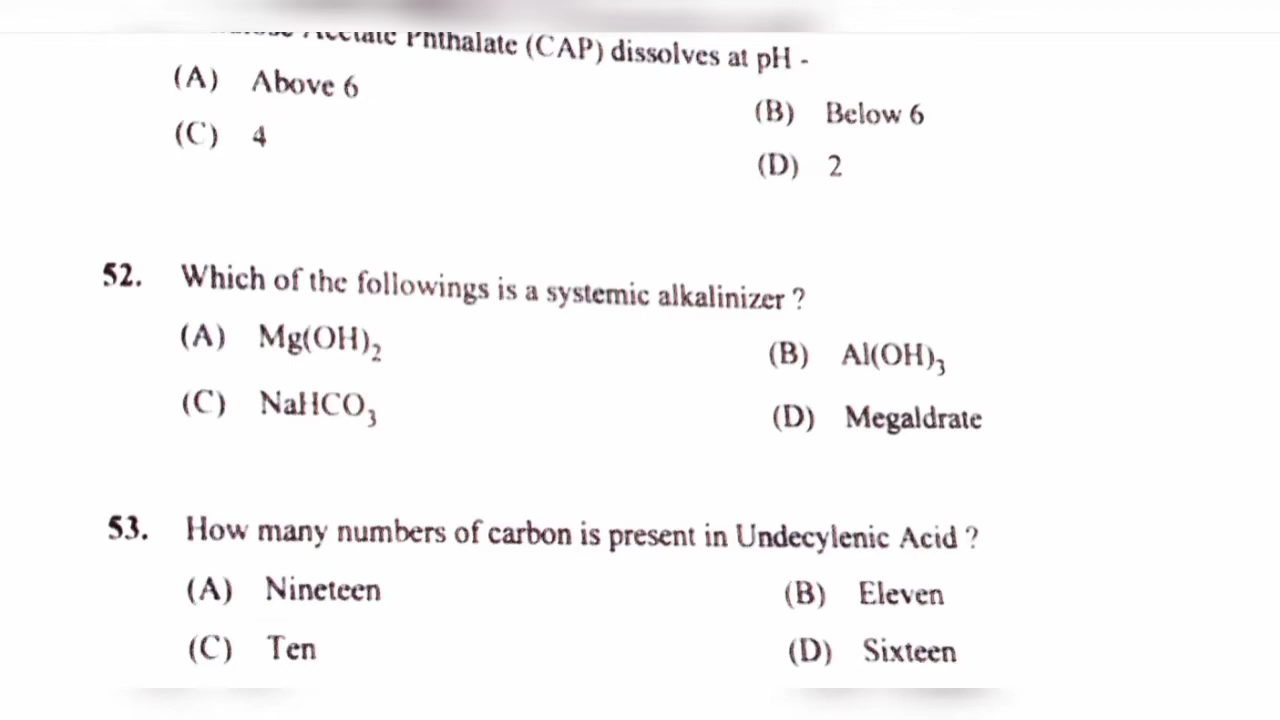 Acetate Phthalate (CAP) dissolves at pH -
(A) Above 6
(B) Below 6
(C) 4
(D) 2
52. Which of the followings is a systemic alkalinizer ?
(A) Mg(OH)₂
(B) Al(OH)₃
(C) NaHCO₃
(D) Megaldrate
53. How many numbers of carbon is present in Undecylenic Acid ?
(A) Nineteen
(B) Eleven
(C) Ten
(D) Sixteen